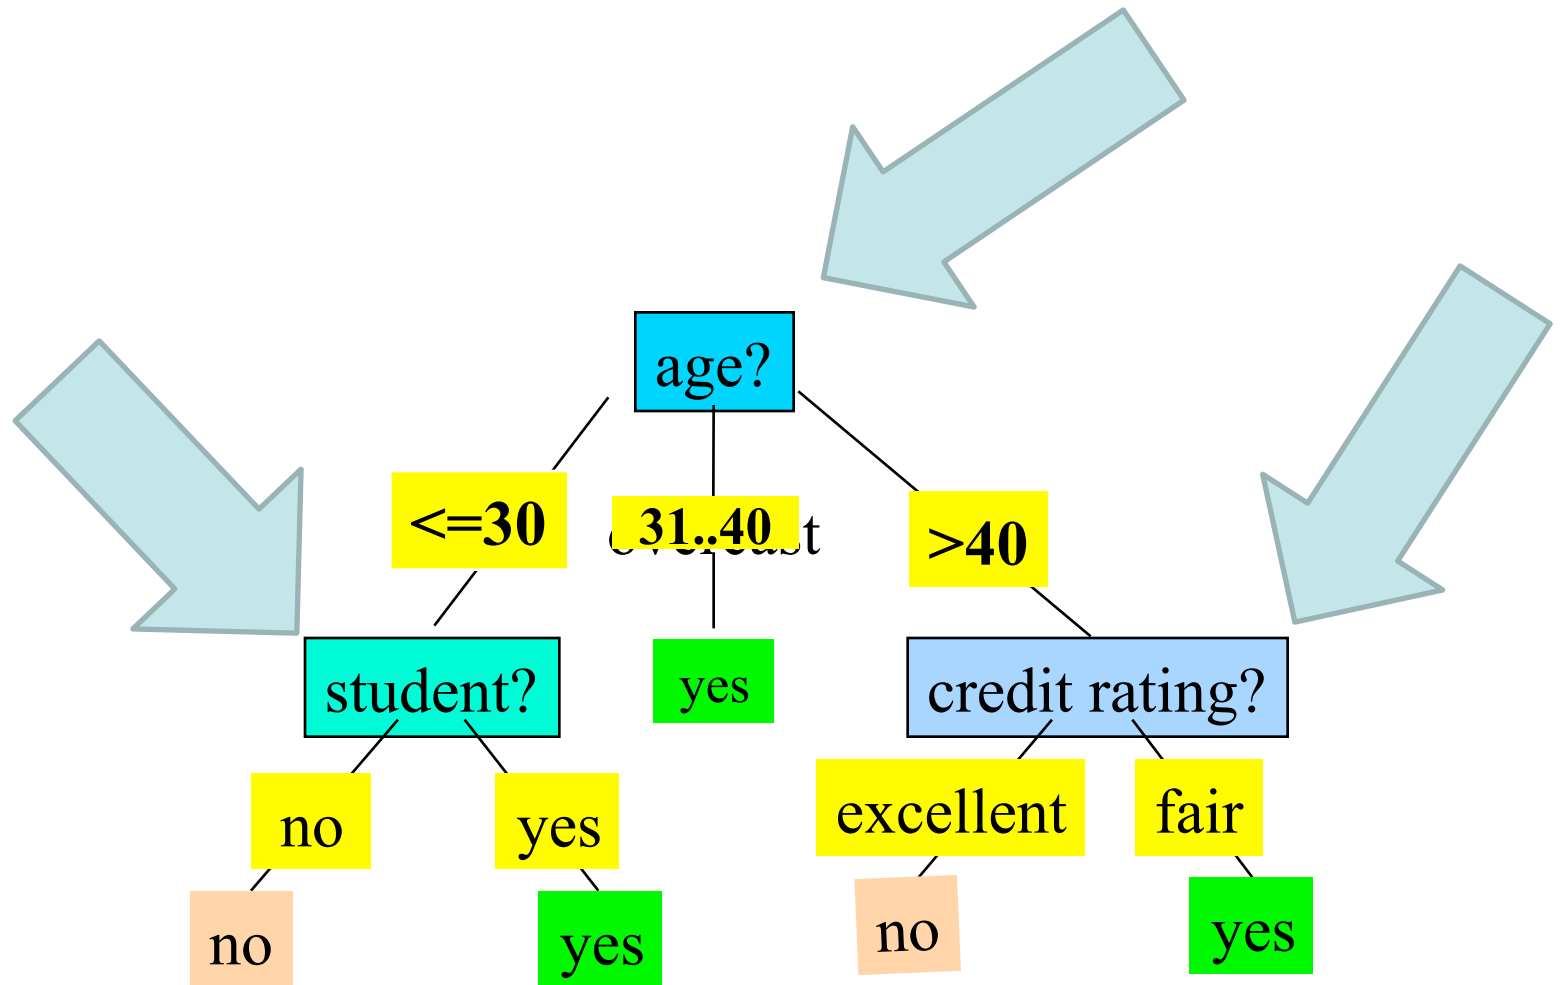 age?
<=30
31..40
>40
student?
yes
credit rating?
no
yes
excellent
fair
no
yes
no
yes